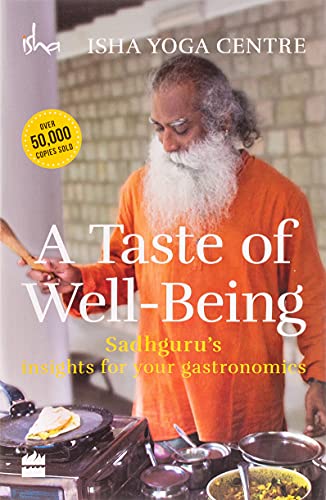 isha ISHA YOGA CENTRE
OVER
50,000
COPIES SOLD
A Taste of
Well-Being
Sadhguru's
insights for your gastronomics